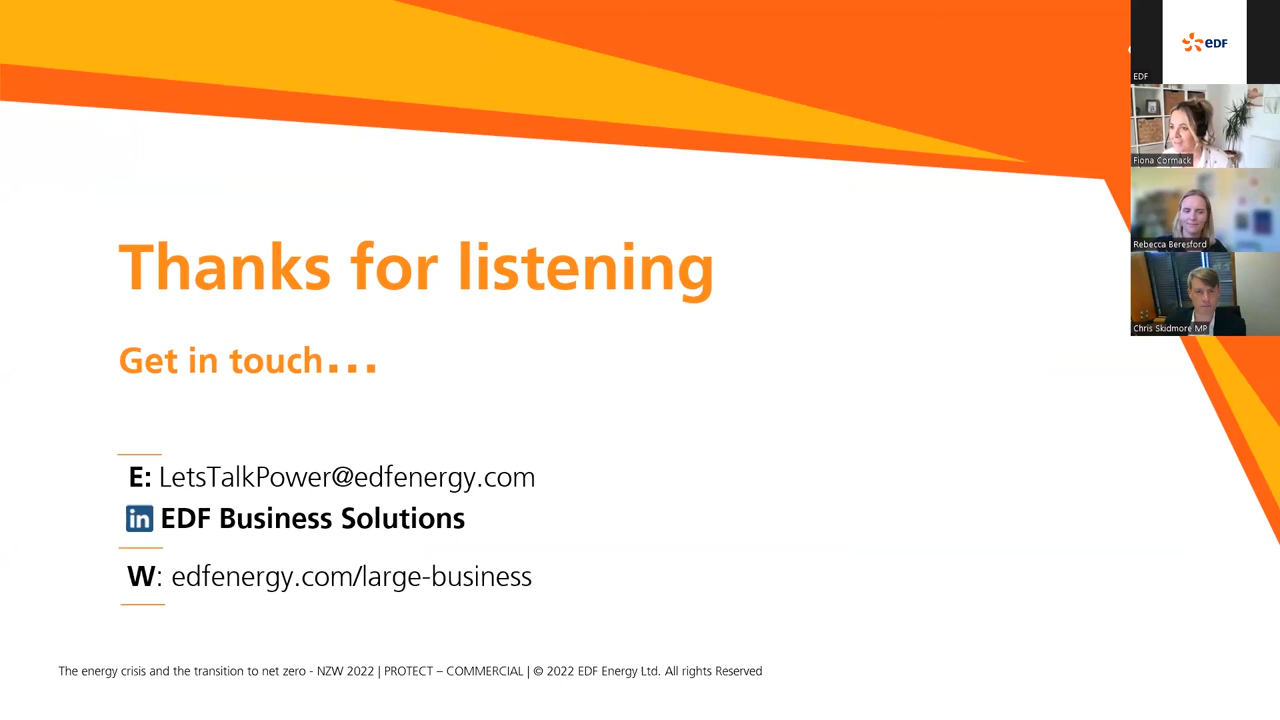 eDF
EDF
Fiona Cormack
Rebecca Beresford
Chris Skidmore MP
Thanks for listening
Get in touch...
E: LetsTalkPower@edfenergy.com
in EDF Business Solutions
W: edfenergy.com/large-business
The energy crisis and the transition to net zero - NZW 2022 | PROTECT – COMMERCIAL | © 2022 EDF Energy Ltd. All rights Reserved